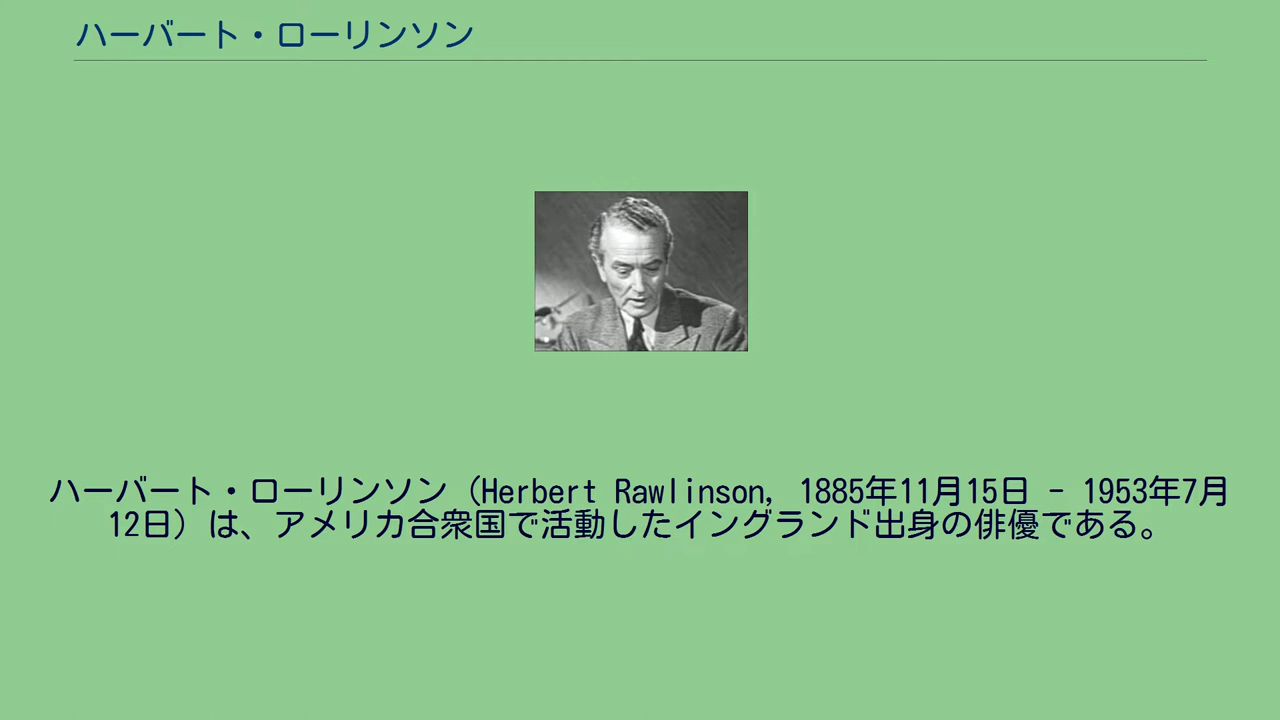 ハーバート・ローリンソン
ハーバート・ローリンソン（Herbert Rawlinson, 1885年11月15日 - 1953年7月
12日）は、アメリカ合衆国で活動したイングランド出身の俳優である。